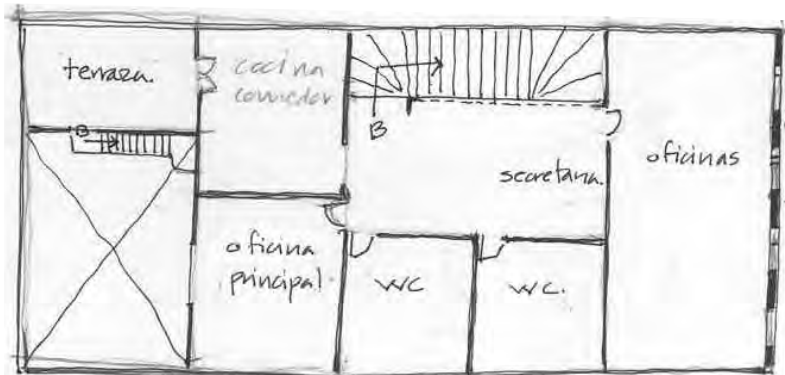 terraza.
cocina
comedor
B
B
secretaria.
oficinas
oficina
principal
WC
WC.